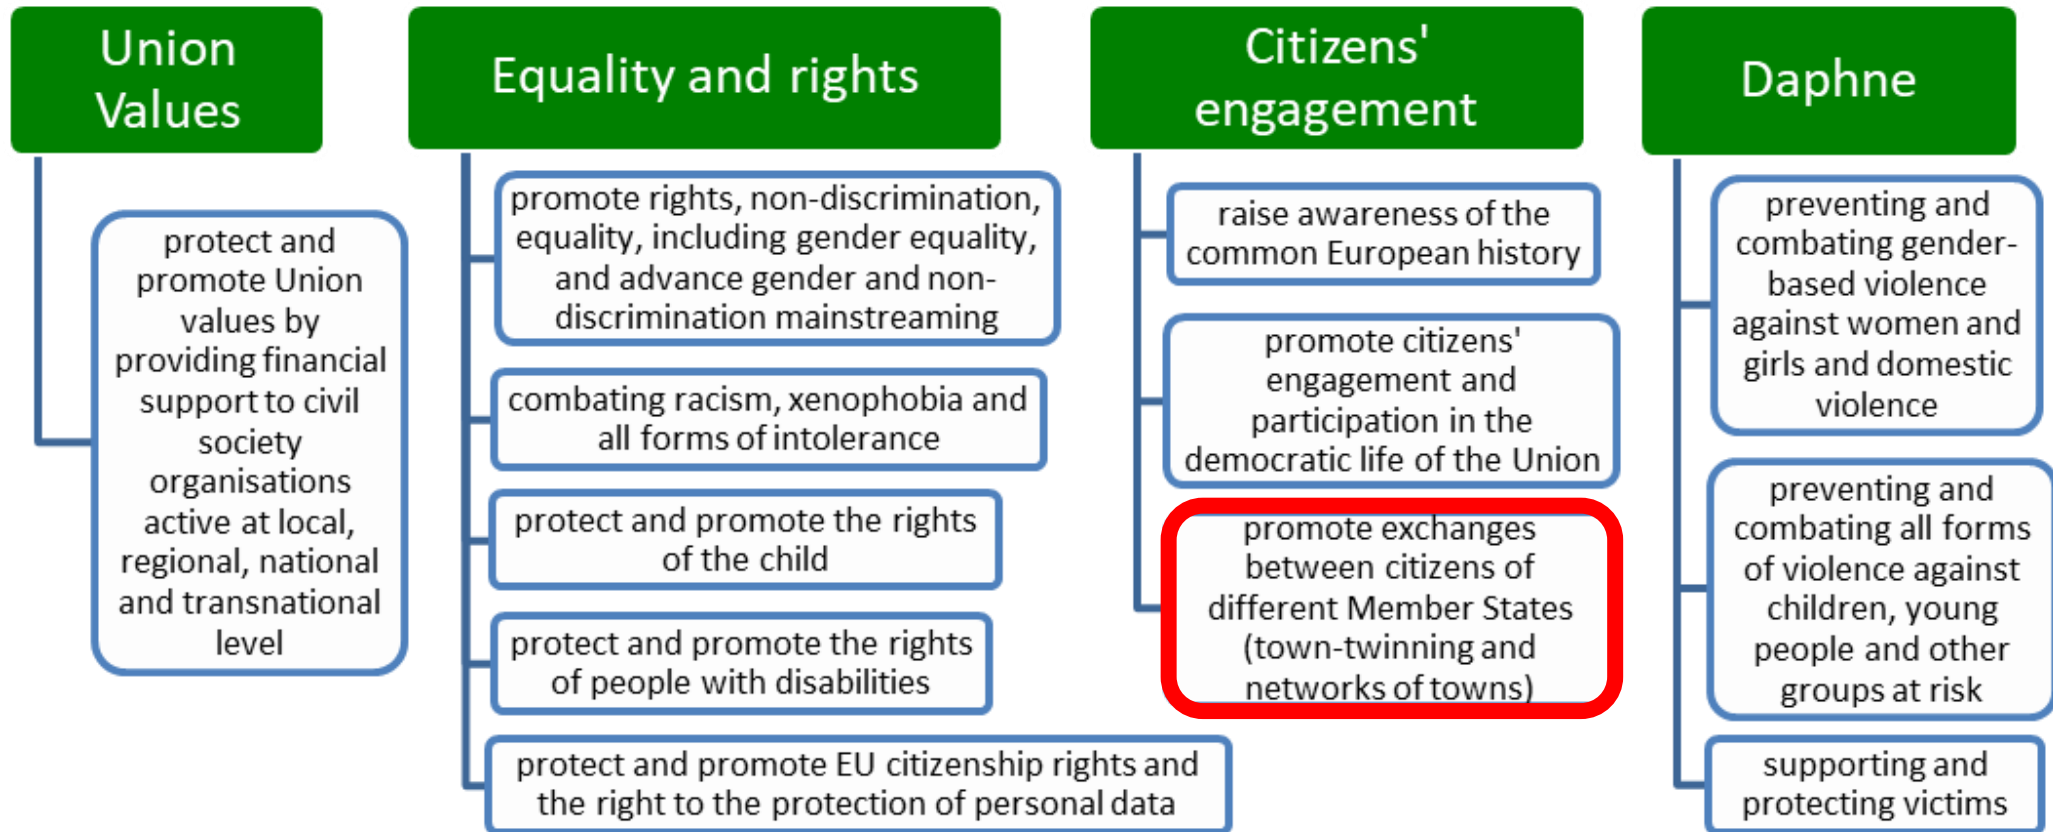 Union
Values
protect and
promote Union
values by
providing financial
support to civil
society
organisations
active at local,
regional, national
and transnational
level
Equality and rights
promote rights, non-discrimination,
equality, including gender equality,
and advance gender and non-
discrimination mainstreaming
combating racism, xenophobia and
all forms of intolerance
protect and promote the rights
of the child
protect and promote the rights
of people with disabilities
protect and promote EU citizenship rights and
the right to the protection of personal data
Citizens'
engagement
raise awareness of the
common European history
promote citizens'
engagement and
participation in the
democratic life of the Union
promote exchanges
between citizens of
different Member States
(town-twinning and
networks of towns)
Daphne
preventing and
combating gender-
based violence
against women and
girls and domestic
violence
preventing and
combating all forms
of violence against
children, young
people and other
groups at risk
supporting and
protecting victims